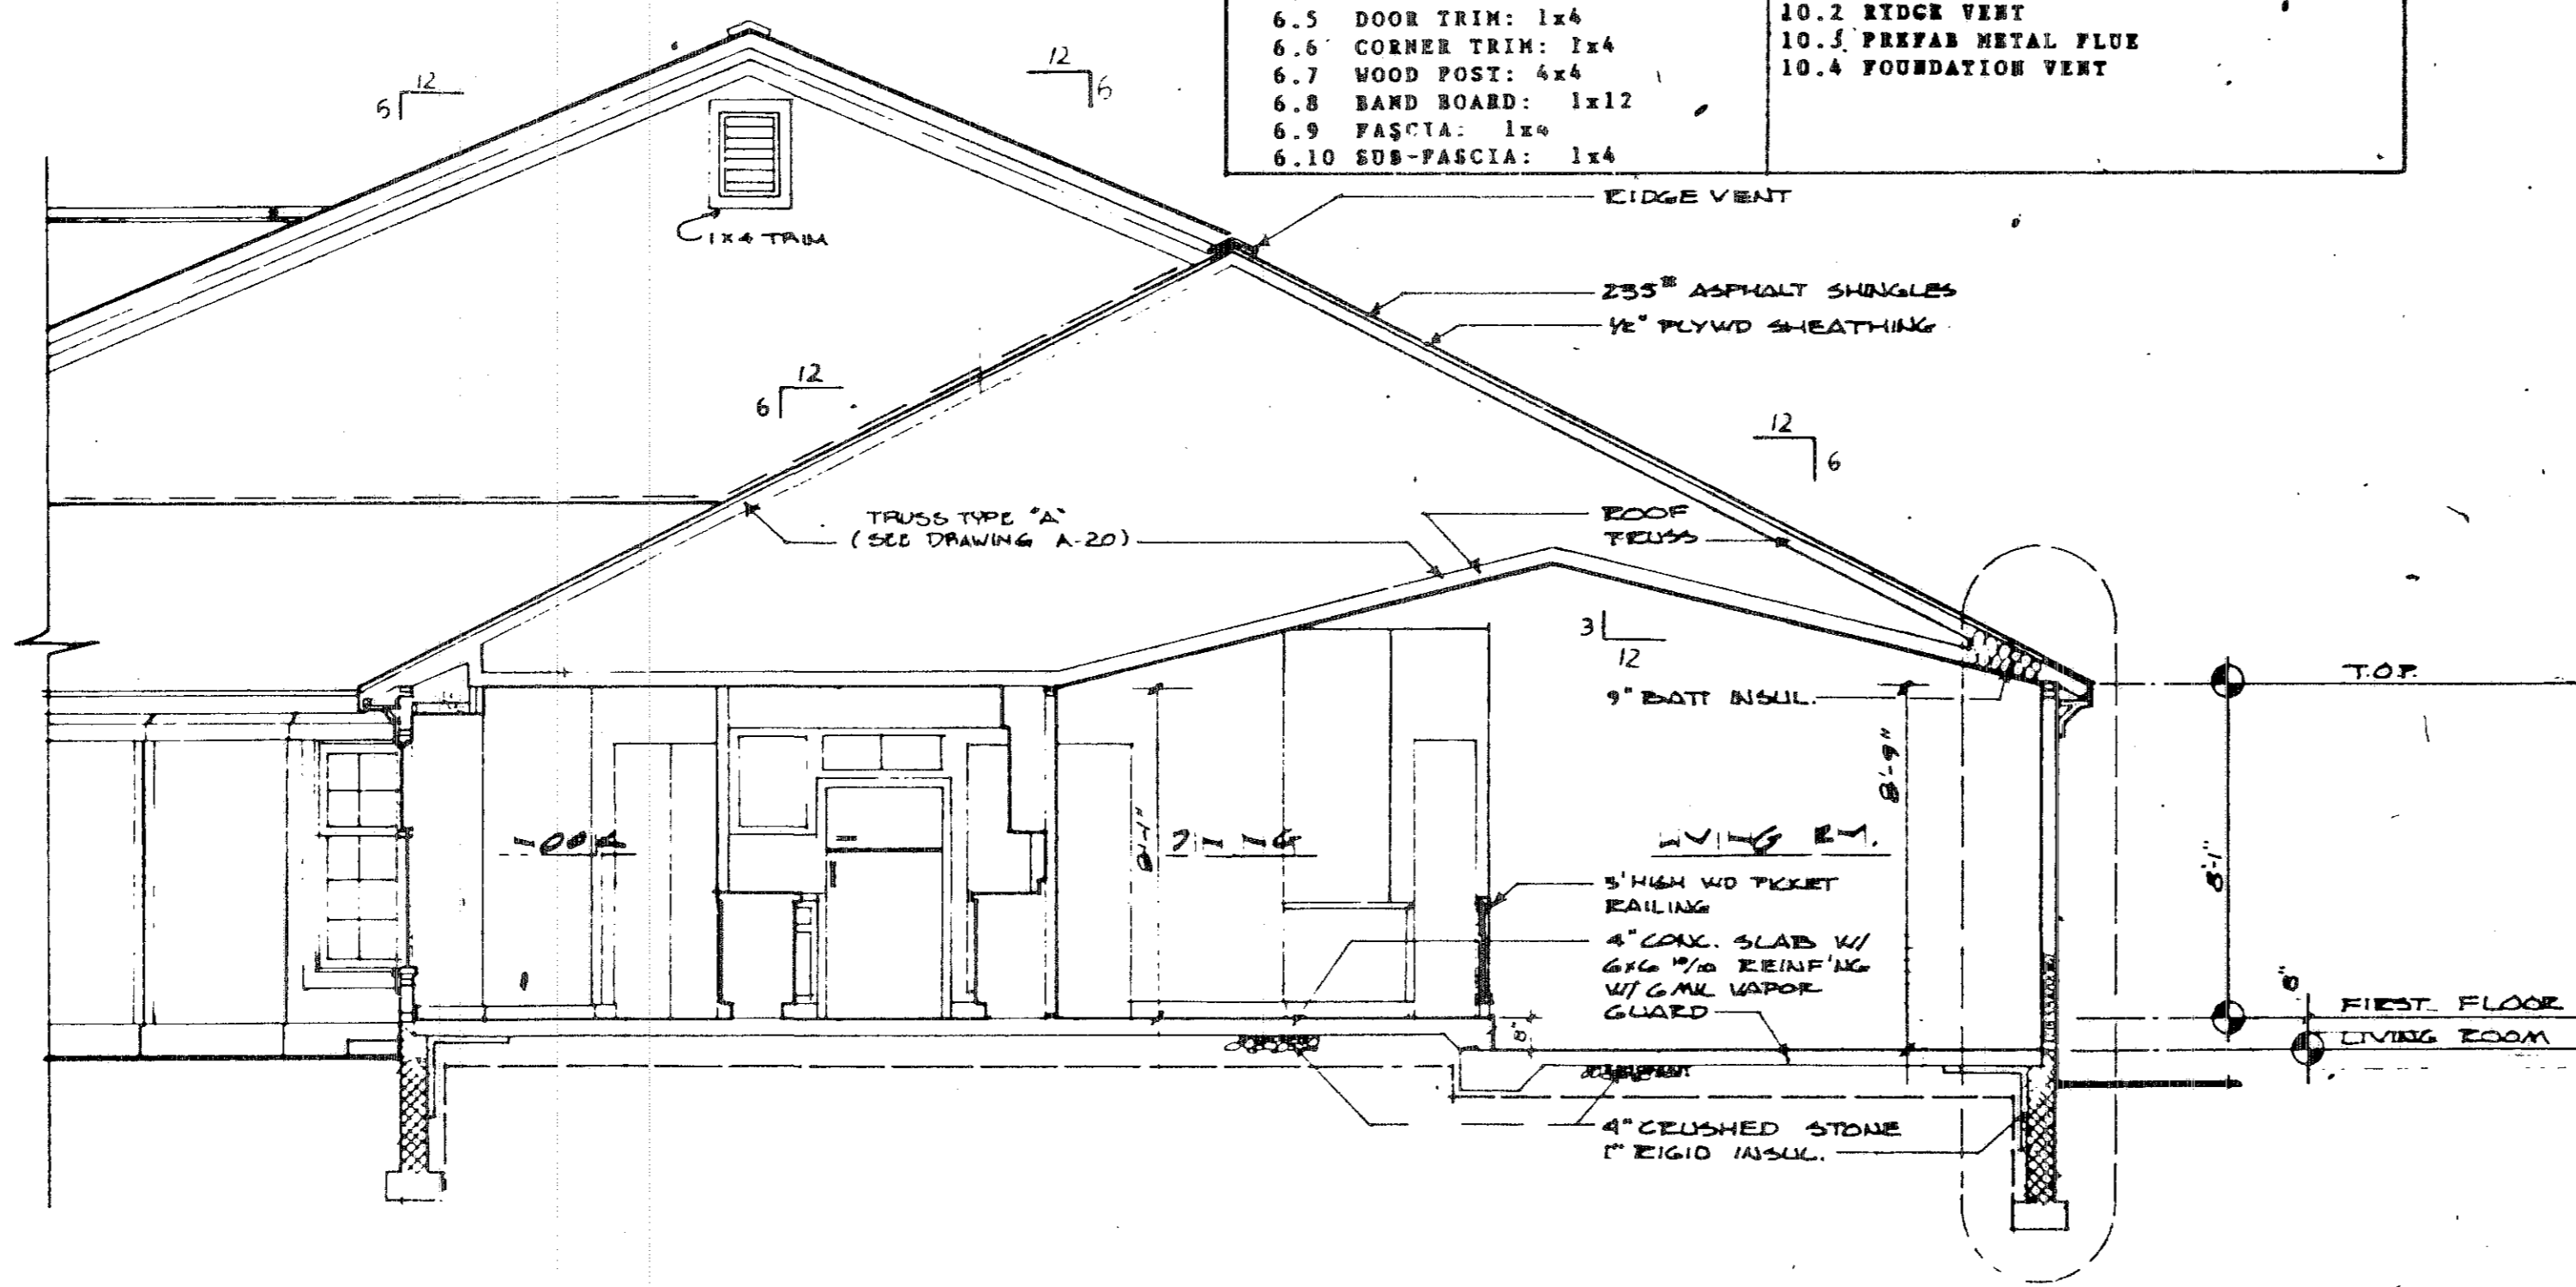 6.5 DOOR TRIM: 1x4
6.6 CORNER TRIM: 1x4
6.7 WOOD POST: 4x4
6.8 BAND BOARD: 1x12
6.9 FASCIA: 1x4
6.10 SUB-FASCIA: 1x4
10.2 RIDGE VENT
10.3 PREFAB METAL FLUE
10.4 FOUNDATION VENT
12
5
12
6
1x4 TRIM
RIDGE VENT
235# ASPHALT SHINGLES
1/2" PLYWD SHEATHING
12
6
12
6
TRUSS TYPE "A"
(SEE DRAWING A-20)
ROOF
TRUSS
3
12
9" BATT INSUL.
T.O.P.
8'-9"
8'-1"
8'-1"
LIVING RM.
3' HIGH WD PICKET
RAILING
4" CONC. SLAB W/
6x6 10/10 REINF'NG
W/ 6 MIL VAPOR
GUARD
8"
8"
FIRST FLOOR
LIVING ROOM
4" CRUSHED STONE
1" RIGID INSUL.